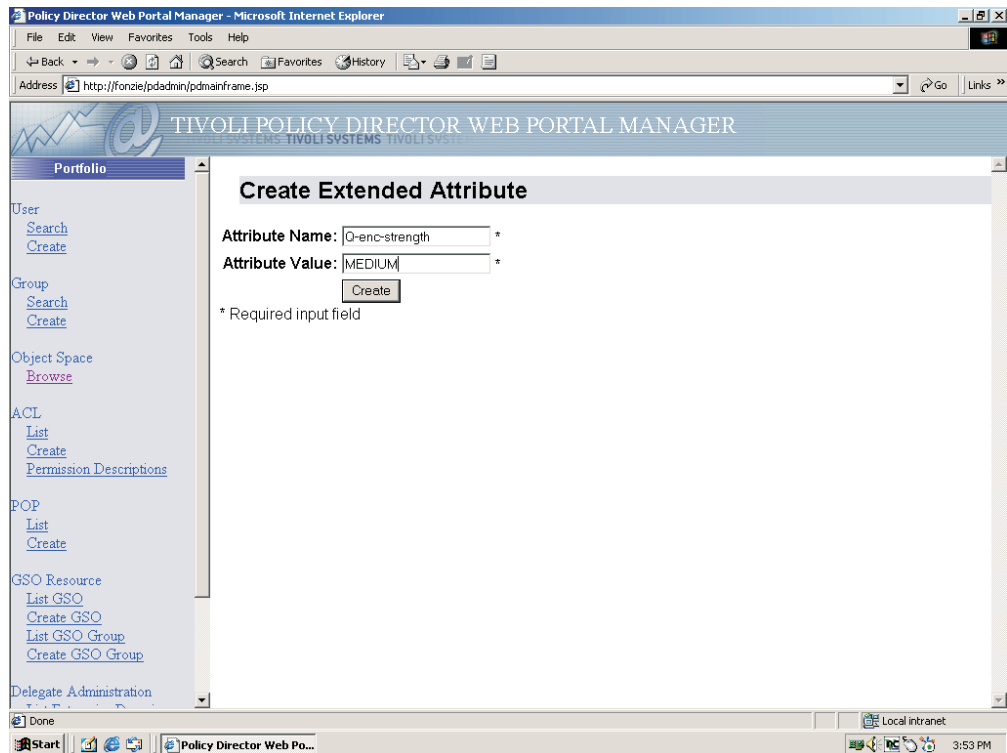 Policy Director Web Portal Manager - Microsoft Internet Explorer
File Edit View Favorites Tools Help
Back Search Favorites History
Address http://fonzie/pdadmin/pdmainframe.jsp Go Links »
TIVOLI POLICY DIRECTOR WEB PORTAL MANAGER
TIVOLI SYSTEMS TIVOLI SYSTEMS TIVOLI SYSTEMS
Portfolio
Create Extended Attribute
User
Search
Create
Attribute Name: Q-enc-strength *
Attribute Value: MEDIUM *
Create
* Required input field
Group
Search
Create
Object Space
Browse
ACL
List
Create
Permission Descriptions
POP
List
Create
GSO Resource
List GSO
Create GSO
List GSO Group
Create GSO Group
Delegate Administration
Done Local intranet
Start Policy Director Web Po... 3:53 PM